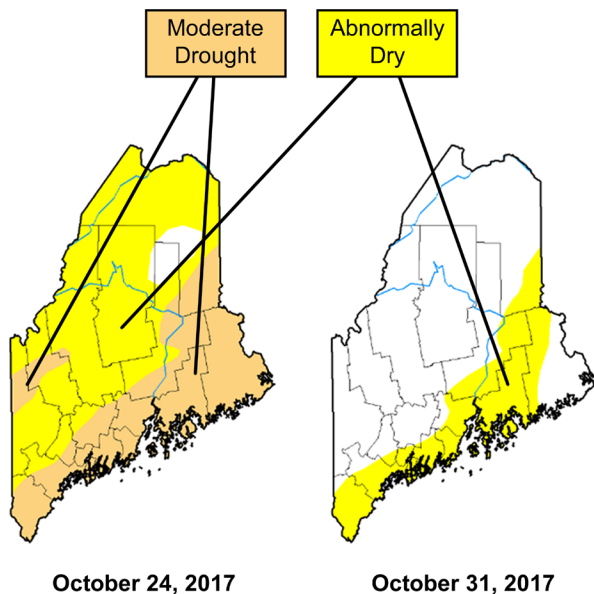 Moderate
Drought
Abnormally
Dry
October 24, 2017
October 31, 2017